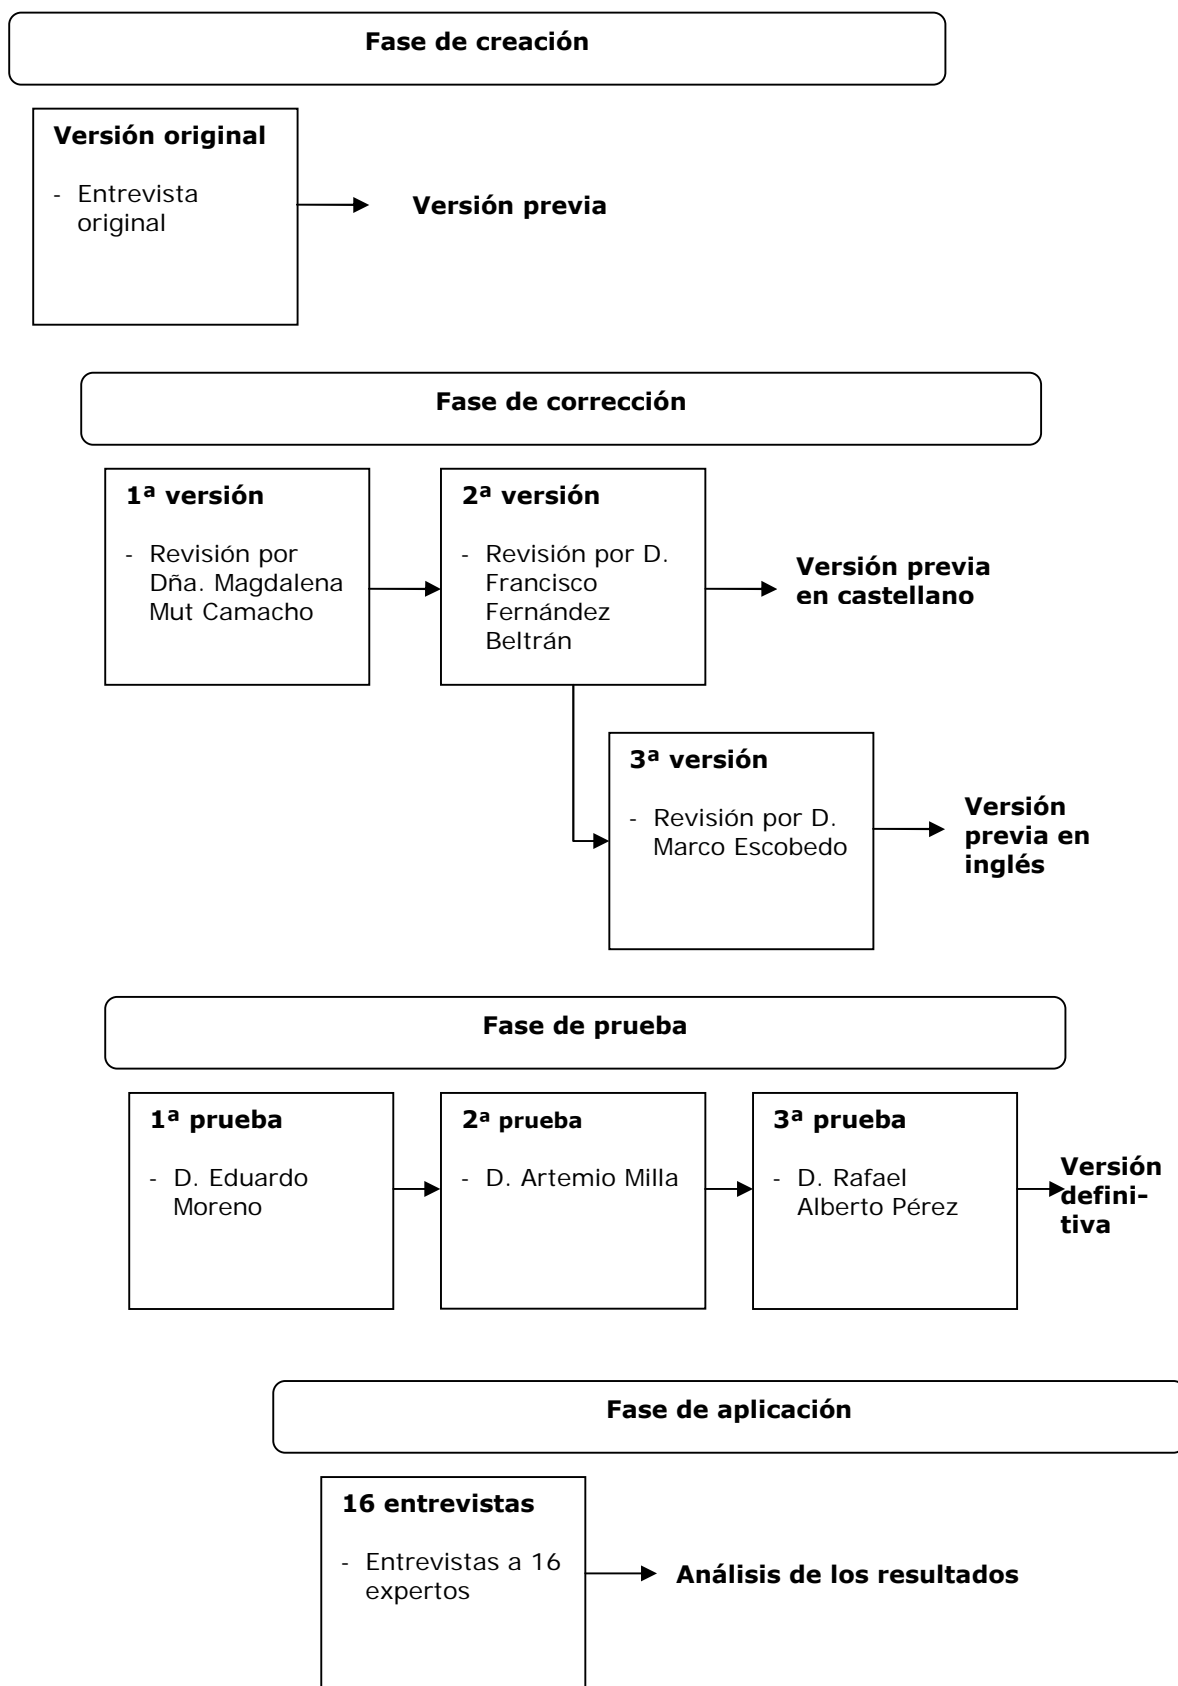 Fase de creación
Versión original
- Entrevista
original
Versión previa
Fase de corrección
1ª versión
- Revisión por
Dña. Magdalena
Mut Camacho
2ª versión
- Revisión por D.
Francisco
Fernández
Beltrán
Versión previa
en castellano
3ª versión
- Revisión por D.
Marco Escobedo
Versión
previa en
inglés
Fase de prueba
1ª prueba
- D. Eduardo
Moreno
2ª prueba
- D. Artemio Milla
3ª prueba
- D. Rafael
Alberto Pérez
Versión
defini-
tiva
Fase de aplicación
16 entrevistas
- Entrevistas a 16
expertos
Análisis de los resultados